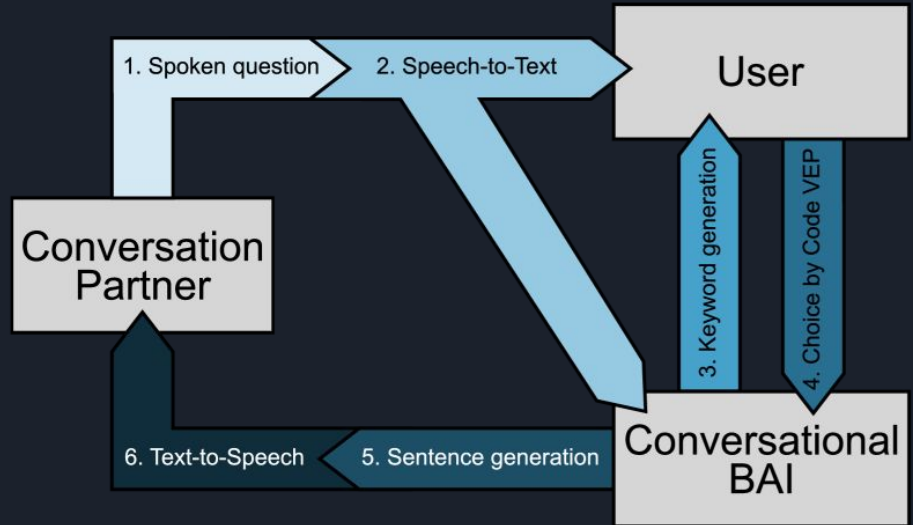 1. Spoken question
2. Speech-to-Text
User
3. Keyword generation
4. Choice by Code VEP
Conversation
Partner
Conversational
BAI
5. Sentence generation
6. Text-to-Speech